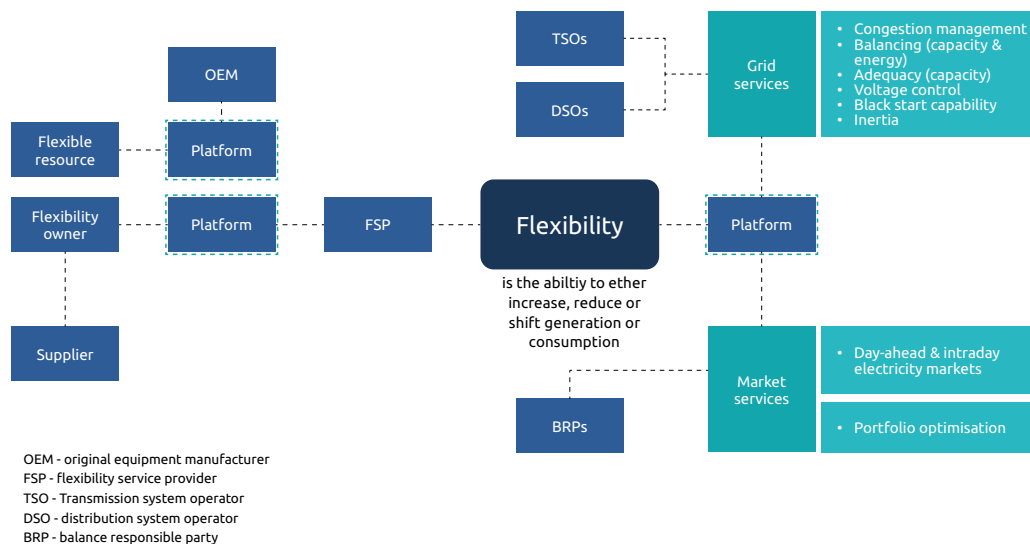 OEM
Flexible
resource
Platform
Flexibility
owner
Platform
FSP
Supplier
Flexibility
is the abiltiy to ether
increase, reduce or
shift generation or
consumption
TSOs
DSOs
Grid
services
• Congestion management
• Balancing (capacity &
energy)
• Adequacy (capacity)
• Voltage control
• Black start capability
• Inertia
Platform
Market
services
• Day-ahead & intraday
electricity markets
• Portfolio optimisation
BRPs
OEM - original equipment manufacturer
FSP - flexibility service provider
TSO - Transmission system operator
DSO - distribution system operator
BRP - balance responsible party